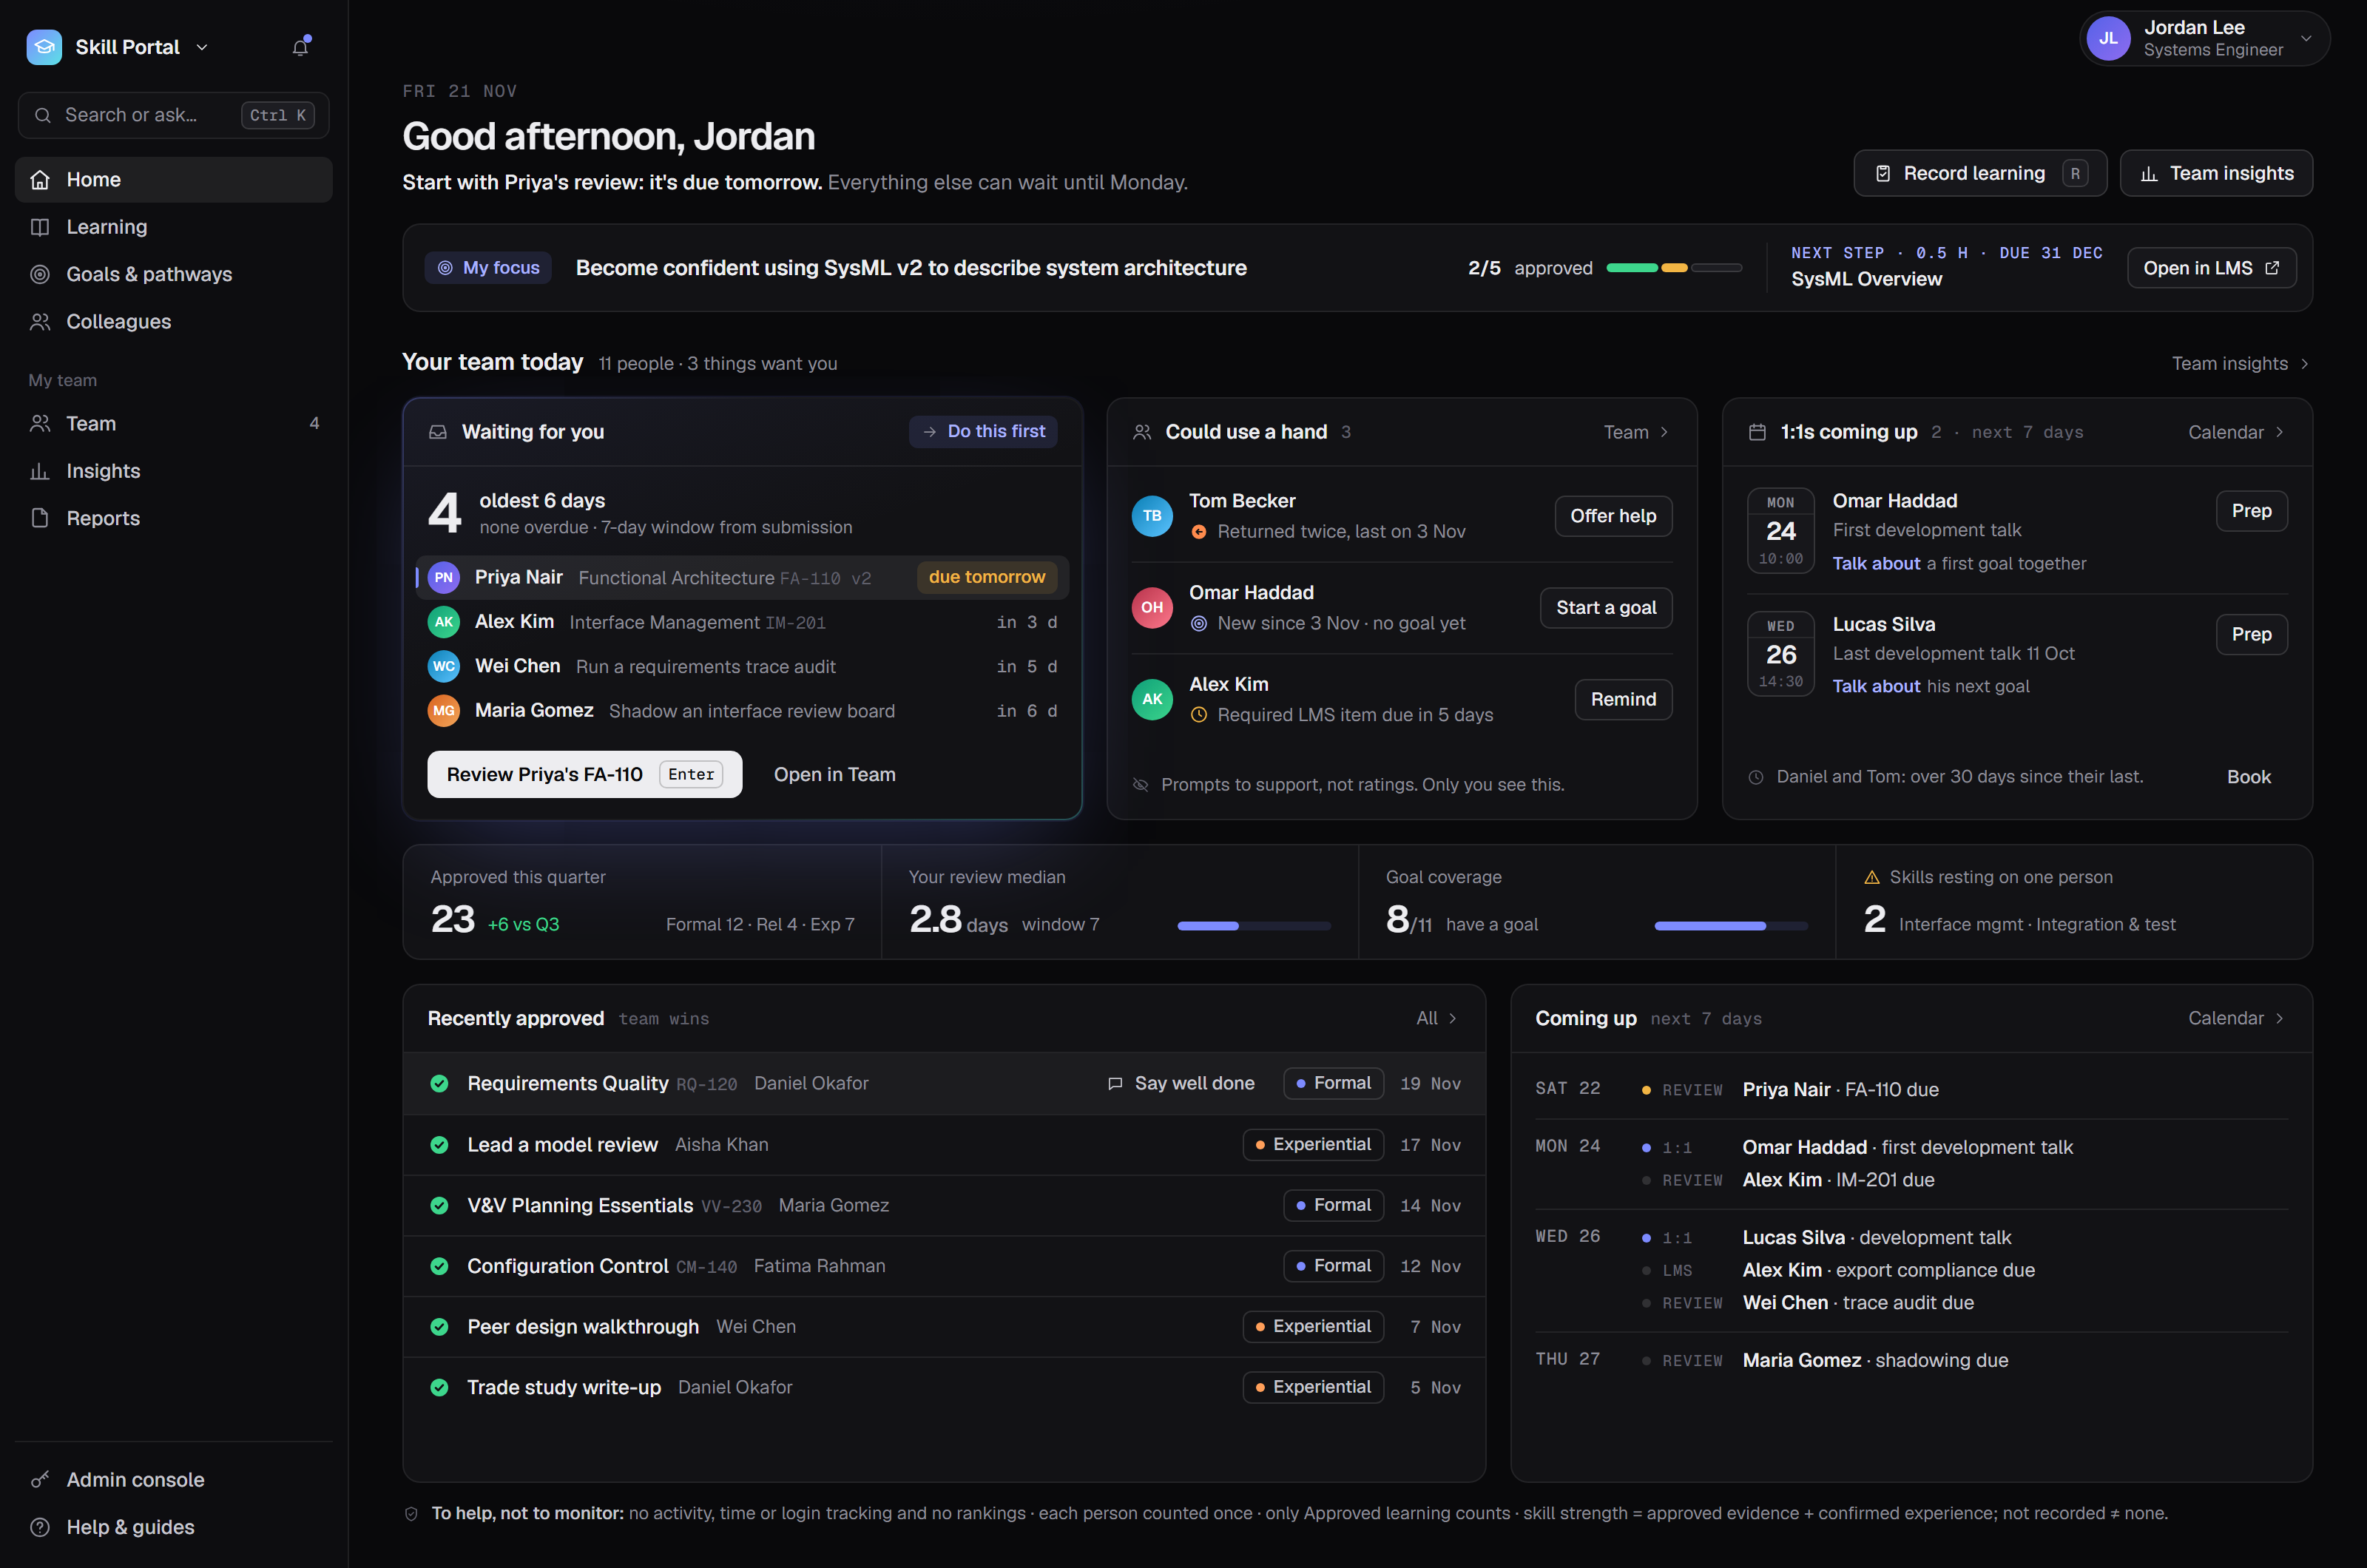 Skill Portal
Search or ask... Ctrl K
Home
Learning
Goals & pathways
Colleagues
My team
Team 4
Insights
Reports
Admin console
Help & guides
JL Jordan Lee
Systems Engineer
FRI 21 NOV
Good afternoon, Jordan
Start with Priya's review: it's due tomorrow. Everything else can wait until Monday.
Record learning R
Team insights
My focus
Become confident using SysML v2 to describe system architecture
2/5 approved
NEXT STEP · 0.5 H · DUE 31 DEC
SysML Overview
Open in LMS
Your team today 11 people · 3 things want you
Team insights
Waiting for you
Do this first
4 oldest 6 days
none overdue · 7-day window from submission
PN Priya Nair Functional Architecture FA-110 v2 due tomorrow
AK Alex Kim Interface Management IM-201 in 3 d
WC Wei Chen Run a requirements trace audit in 5 d
MG Maria Gomez Shadow an interface review board in 6 d
Review Priya's FA-110 Enter
Open in Team
Could use a hand 3
Team
TB Tom Becker
Returned twice, last on 3 Nov
Offer help
OH Omar Haddad
New since 3 Nov · no goal yet
Start a goal
AK Alex Kim
Required LMS item due in 5 days
Remind
Prompts to support, not ratings. Only you see this.
1:1s coming up 2 · next 7 days
Calendar
MON
24
10:00
Omar Haddad
First development talk
Talk about a first goal together
Prep
WED
26
14:30
Lucas Silva
Last development talk 11 Oct
Talk about his next goal
Prep
Daniel and Tom: over 30 days since their last.
Book
Approved this quarter
23 +6 vs Q3 Formal 12 · Rel 4 · Exp 7
Your review median
2.8 days window 7
Goal coverage
8/11 have a goal
Skills resting on one person
2 Interface mgmt · Integration & test
Recently approved team wins
All
Requirements Quality RQ-120 Daniel Okafor Say well done Formal 19 Nov
Lead a model review Aisha Khan Experiential 17 Nov
V&V Planning Essentials VV-230 Maria Gomez Formal 14 Nov
Configuration Control CM-140 Fatima Rahman Formal 12 Nov
Peer design walkthrough Wei Chen Experiential 7 Nov
Trade study write-up Daniel Okafor Experiential 5 Nov
Coming up next 7 days
Calendar
SAT 22 REVIEW Priya Nair · FA-110 due
MON 24 1:1 Omar Haddad · first development talk
REVIEW Alex Kim · IM-201 due
WED 26 1:1 Lucas Silva · development talk
LMS Alex Kim · export compliance due
REVIEW Wei Chen · trace audit due
THU 27 REVIEW Maria Gomez · shadowing due
To help, not to monitor: no activity, time or login tracking and no rankings · each person counted once · only Approved learning counts · skill strength = approved evidence + confirmed experience; not recorded ≠ none.